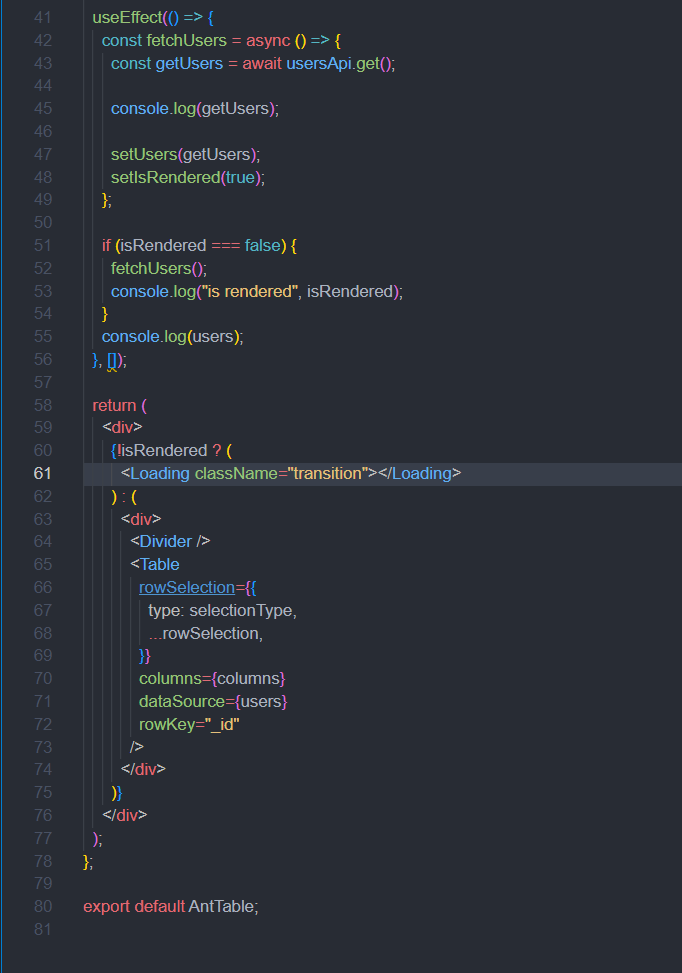 41 useEffect(() => {
42 const fetchUsers = async () => {
43 const getUsers = await usersApi.get();
44
45 console.log(getUsers);
46
47 setUsers(getUsers);
48 setIsRendered(true);
49 };
50
51 if (isRendered === false) {
52 fetchUsers();
53 console.log("is rendered", isRendered);
54 }
55 console.log(users);
56 }, []);
57
58 return (
59 <div>
60 {!isRendered ? (
61 <Loading className="transition"></Loading>
62 ) : (
63 <div>
64 <Divider />
65 <Table
66 rowSelection={{
67 type: selectionType,
68 ...rowSelection,
69 }}
70 columns={columns}
71 dataSource={users}
72 rowKey="_id"
73 />
74 </div>
75 )}
76 </div>
77 );
78 };
79
80 export default AntTable;
81